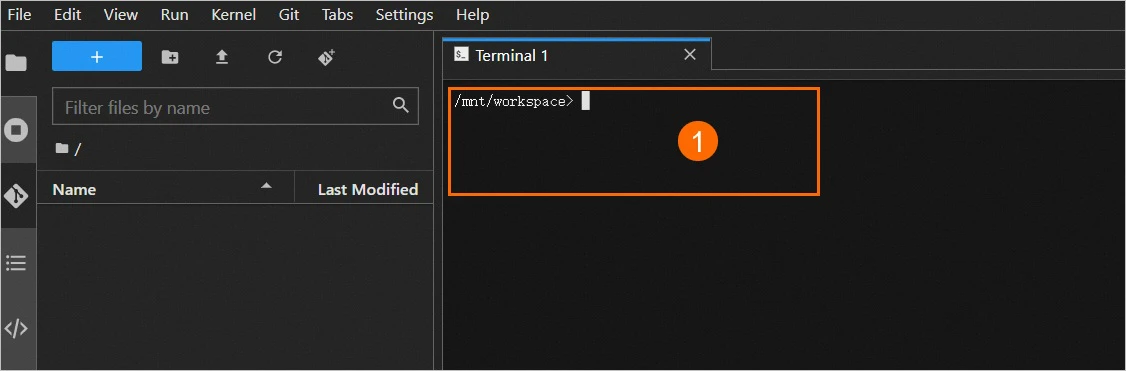 File Edit View Run Kernel Git Tabs Settings Help
+
$_ Terminal 1
Filter files by name
/
Name Last Modified
/mnt/workspace>
1